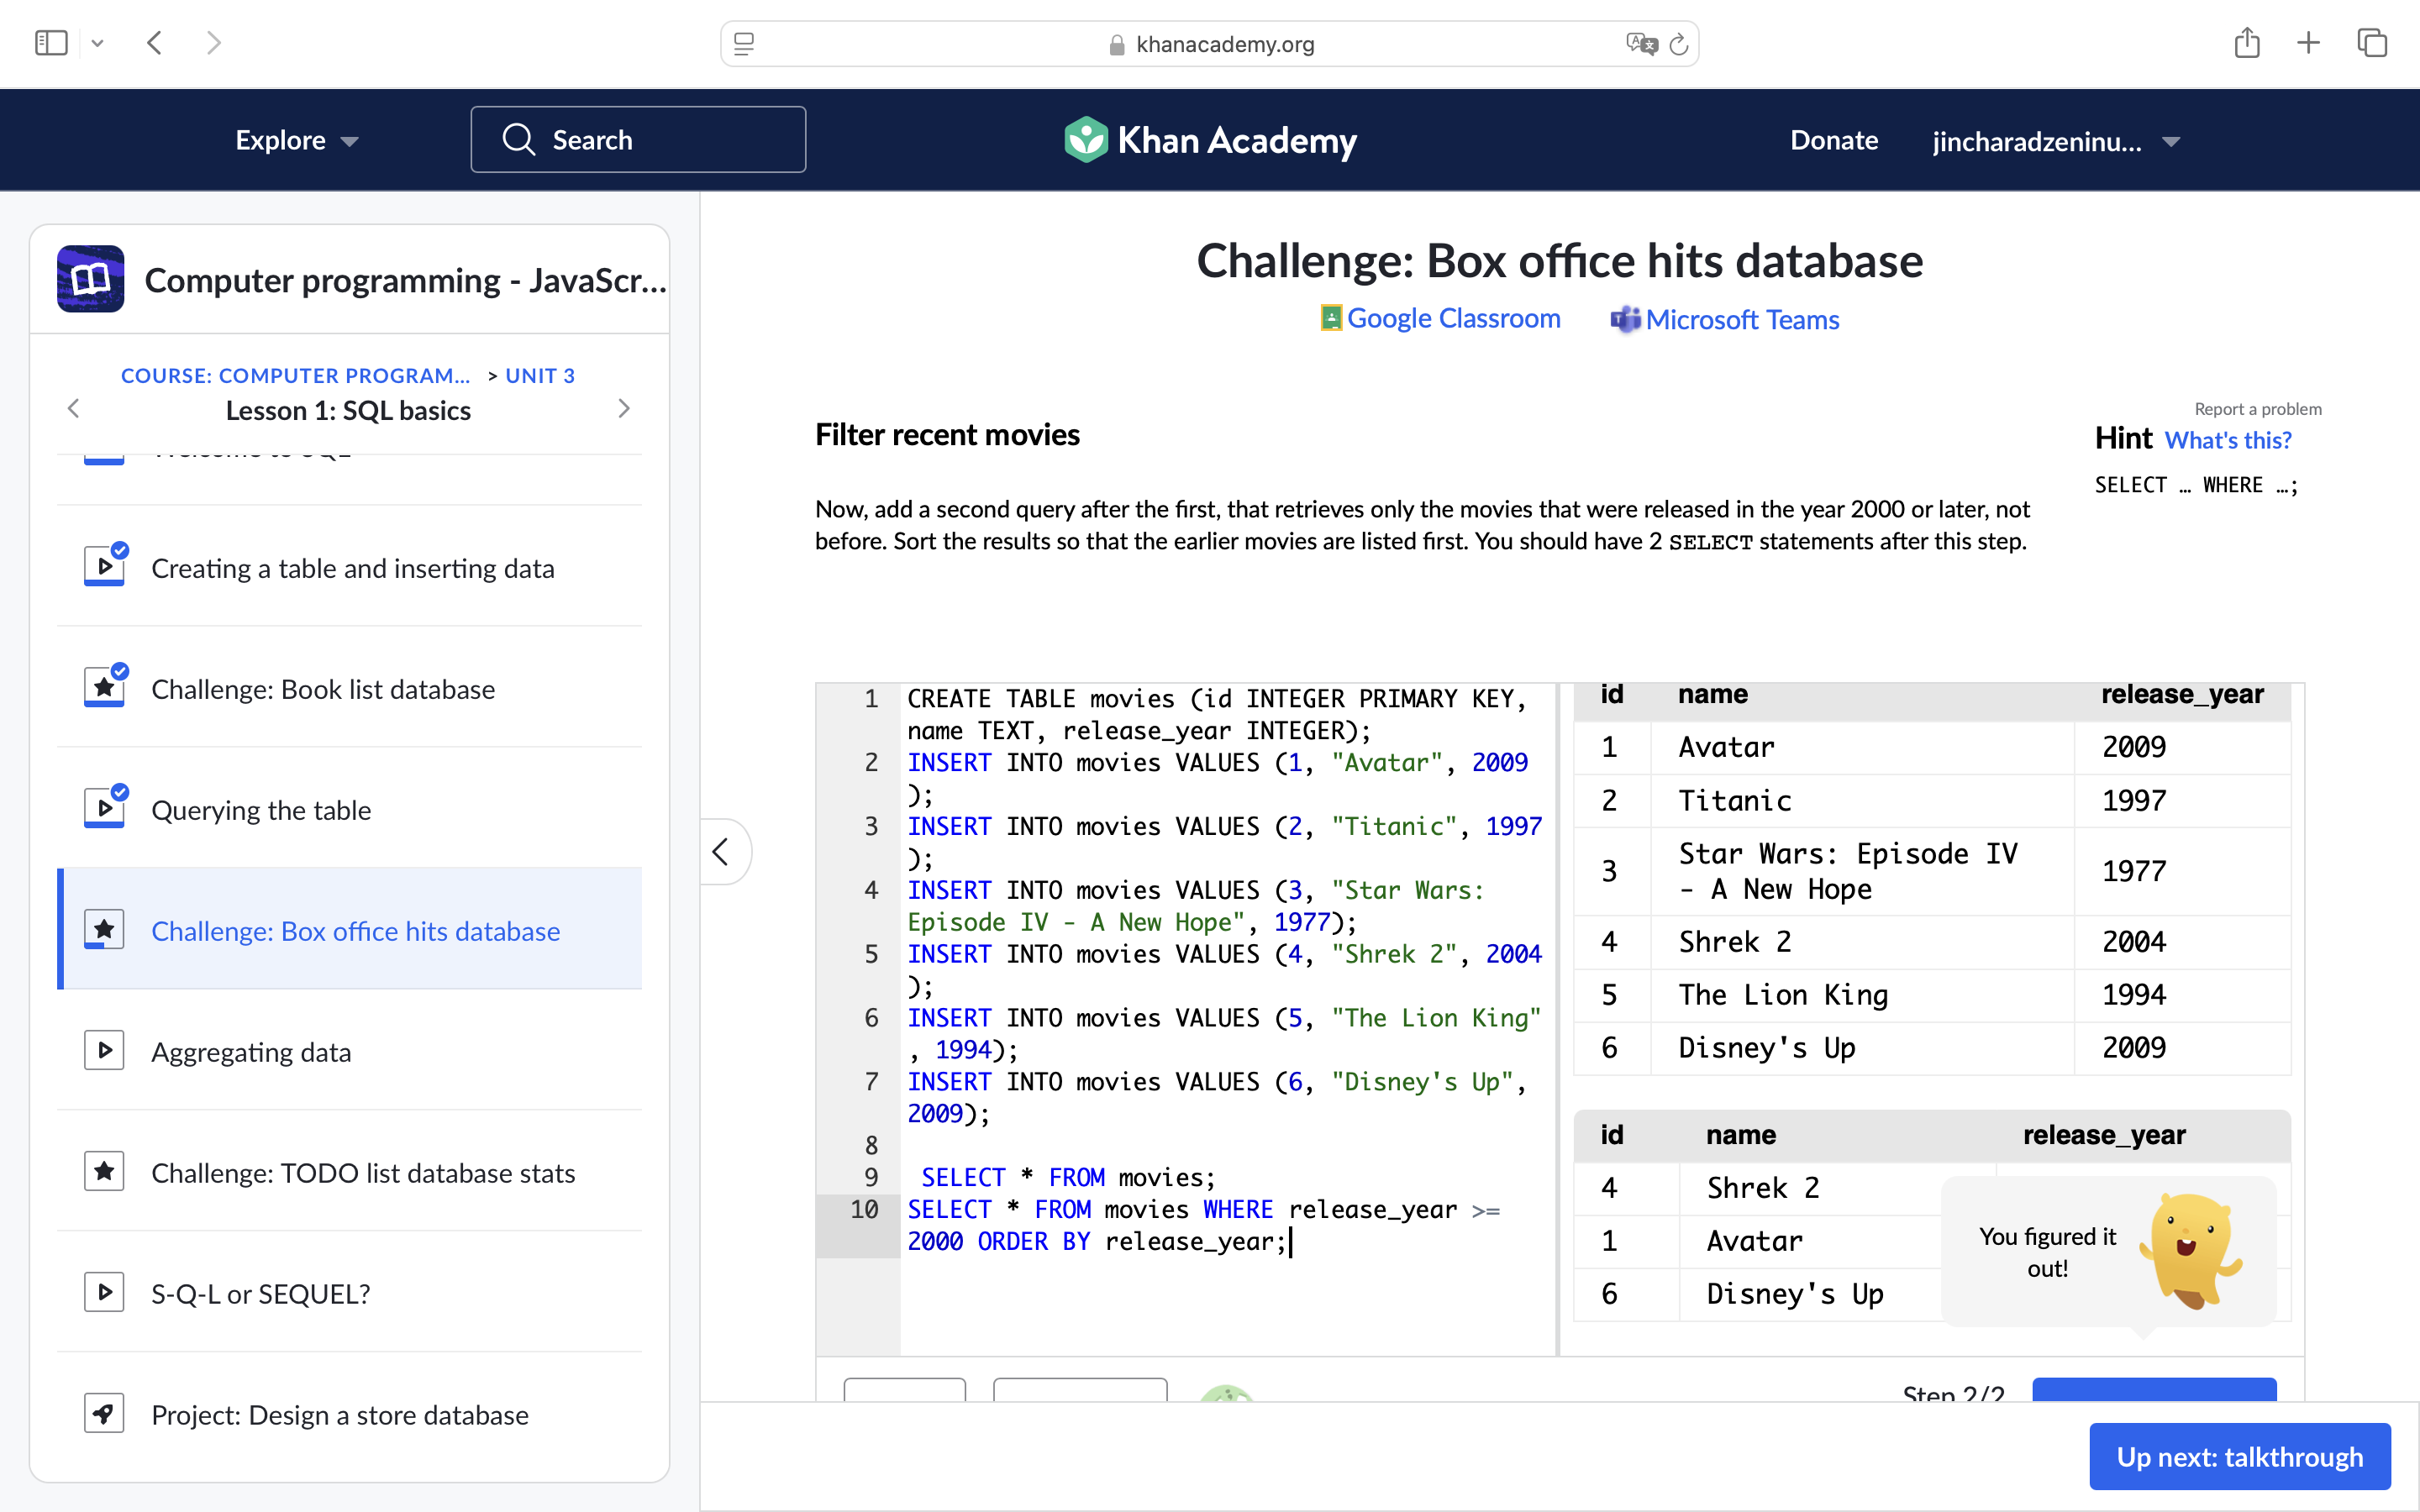 khanacademy.org
Explore
Search
Khan Academy
Donate
jincharadzeninu...
Computer programming - JavaScr...
COURSE: COMPUTER PROGRAM... > UNIT 3
Lesson 1: SQL basics
Welcome to SQL
Creating a table and inserting data
Challenge: Book list database
Querying the table
Challenge: Box office hits database
Aggregating data
Challenge: TODO list database stats
S-Q-L or SEQUEL?
Project: Design a store database
Challenge: Box office hits database
Google Classroom
Microsoft Teams
Report a problem
Filter recent movies
Hint What's this?
SELECT … WHERE …;
Now, add a second query after the first, that retrieves only the movies that were released in the year 2000 or later, not
before. Sort the results so that the earlier movies are listed first. You should have 2 SELECT statements after this step.
1 CREATE TABLE movies (id INTEGER PRIMARY KEY,
name TEXT, release_year INTEGER);
2 INSERT INTO movies VALUES (1, "Avatar", 2009
);
3 INSERT INTO movies VALUES (2, "Titanic", 1997
);
4 INSERT INTO movies VALUES (3, "Star Wars:
Episode IV - A New Hope", 1977);
5 INSERT INTO movies VALUES (4, "Shrek 2", 2004
);
6 INSERT INTO movies VALUES (5, "The Lion King"
, 1994);
7 INSERT INTO movies VALUES (6, "Disney's Up",
2009);
8
9 SELECT * FROM movies;
10 SELECT * FROM movies WHERE release_year >=
2000 ORDER BY release_year;
id name release_year
1 Avatar 2009
2 Titanic 1997
3 Star Wars: Episode IV
- A New Hope 1977
4 Shrek 2 2004
5 The Lion King 1994
6 Disney's Up 2009
id name release_year
4 Shrek 2
1 Avatar
6 Disney's Up
You figured it
out!
Step 2/2
Up next: talkthrough